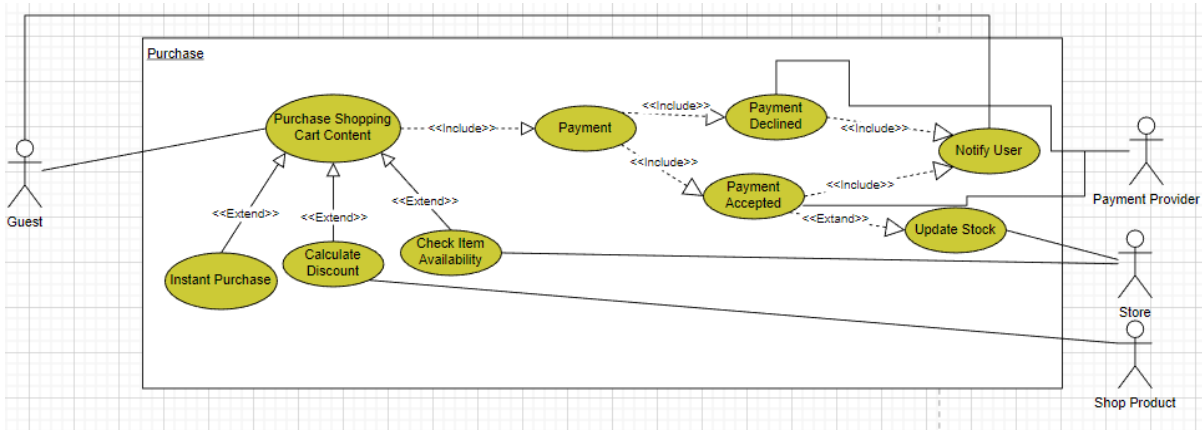 Purchase
Purchase Shopping
Cart Content
<<Include>>
Payment
<<Include>>
Payment
Declined
<<Include>>
Notify User
<<Include>>
Payment
Accepted
<<Include>>
<<Extand>>
Update Stock
Guest
Payment Provider
<<Extend>>
<<Extend>>
<<Extend>>
Instant Purchase
Calculate
Discount
Check Item
Availability
Store
Shop Product